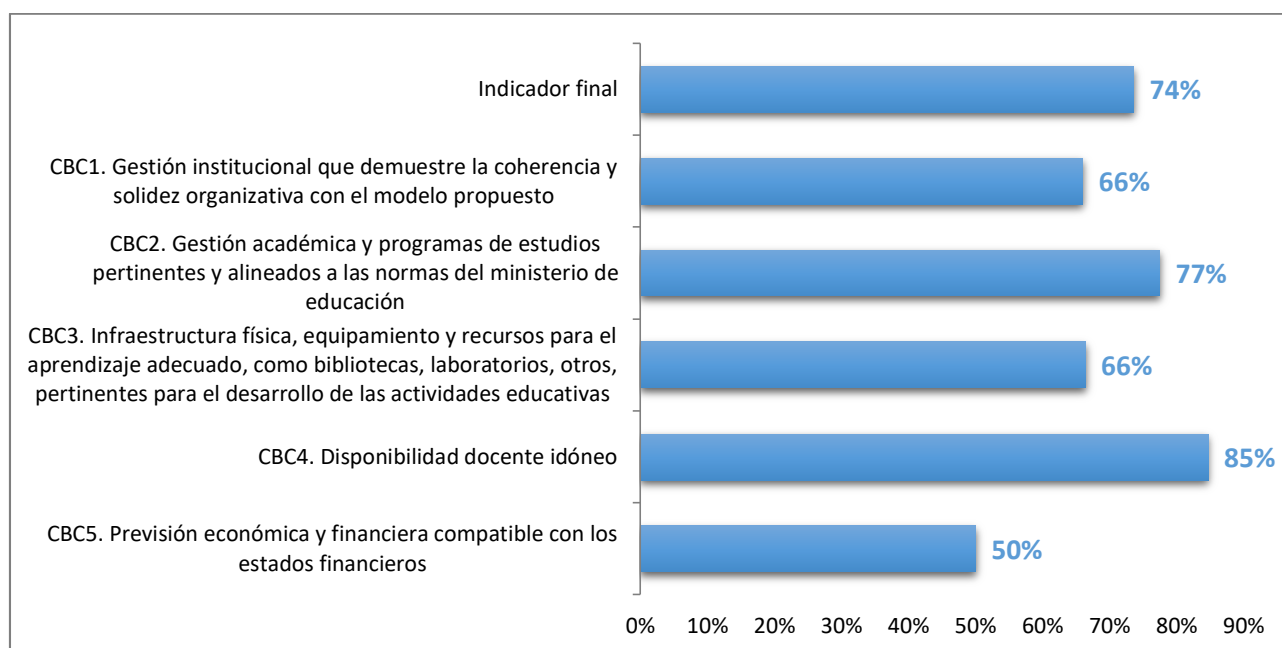 Indicador final
74%
CBC1. Gestión institucional que demuestre la coherencia y
solidez organizativa con el modelo propuesto
66%
CBC2. Gestión académica y programas de estudios
pertinentes y alineados a las normas del ministerio de
educación
77%
CBC3. Infraestructura física, equipamiento y recursos para el
aprendizaje adecuado, como bibliotecas, laboratorios, otros,
pertinentes para el desarrollo de las actividades educativas
66%
CBC4. Disponibilidad docente idóneo
85%
CBC5. Previsión económica y financiera compatible con los
estados financieros
50%
0% 10% 20% 30% 40% 50% 60% 70% 80% 90%